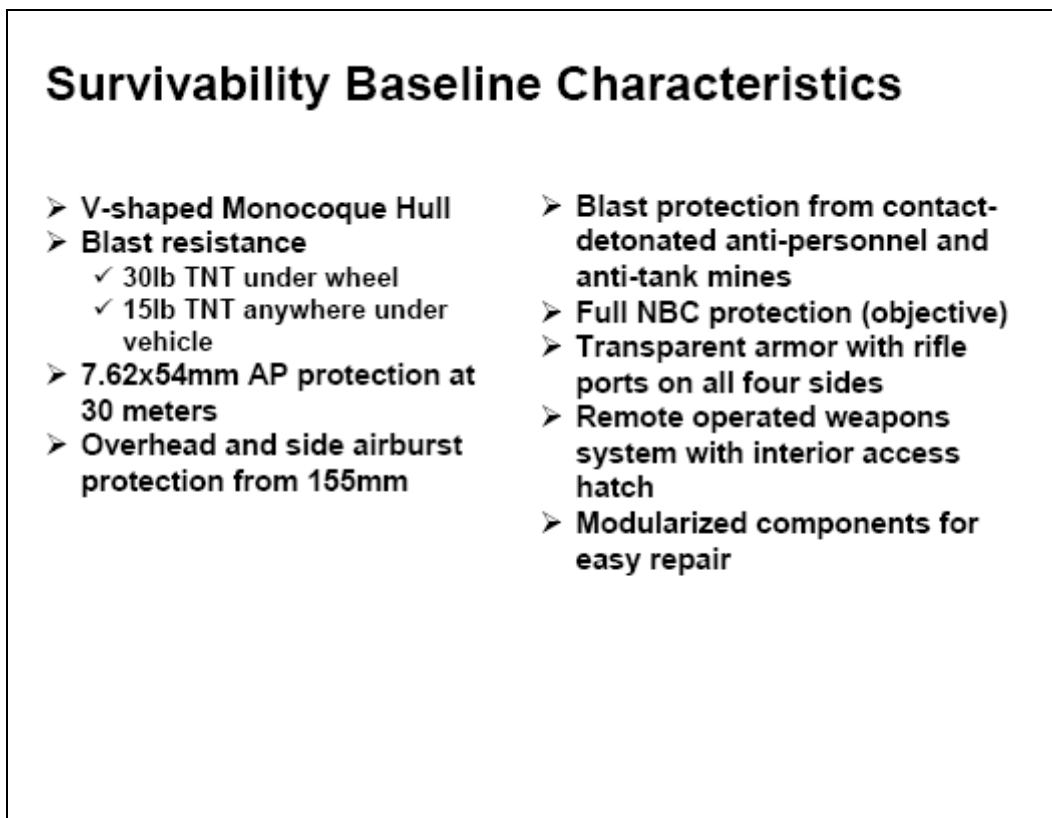 Survivability Baseline Characteristics
➢ V-shaped Monocoque Hull
➢ Blast resistance
✓ 30lb TNT under wheel
✓ 15lb TNT anywhere under
vehicle
➢ 7.62x54mm AP protection at
30 meters
➢ Overhead and side airburst
protection from 155mm
➢ Blast protection from contact-
detonated anti-personnel and
anti-tank mines
➢ Full NBC protection (objective)
➢ Transparent armor with rifle
ports on all four sides
➢ Remote operated weapons
system with interior access
hatch
➢ Modularized components for
easy repair